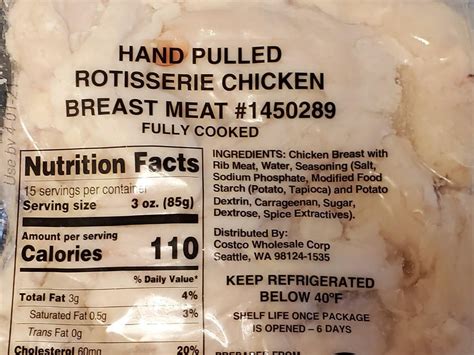 HAND PULLED
ROTISSERIE CHICKEN
BREAST MEAT #1450289
FULLY COOKED
Nutrition Facts
15 servings per container
Serving size 3 oz. (85g)
Amount per serving
Calories 110
% Daily Value*
Total Fat 3g 4%
Saturated Fat 0.5g 3%
Trans Fat 0g
Cholesterol 60mg 20%
INGREDIENTS: Chicken Breast with
Rib Meat, Water, Seasoning (Salt,
Sodium Phosphate, Modified Food
Starch (Potato, Tapioca) and Potato
Dextrin, Carrageenan, Sugar,
Dextrose, Spice Extractives).
Distributed By:
Costco Wholesale Corp
Seattle, WA 98124-1535
KEEP REFRIGERATED
BELOW 40°F
SHELF LIFE ONCE PACKAGE
IS OPENED – 6 DAYS
PREPARED FROM